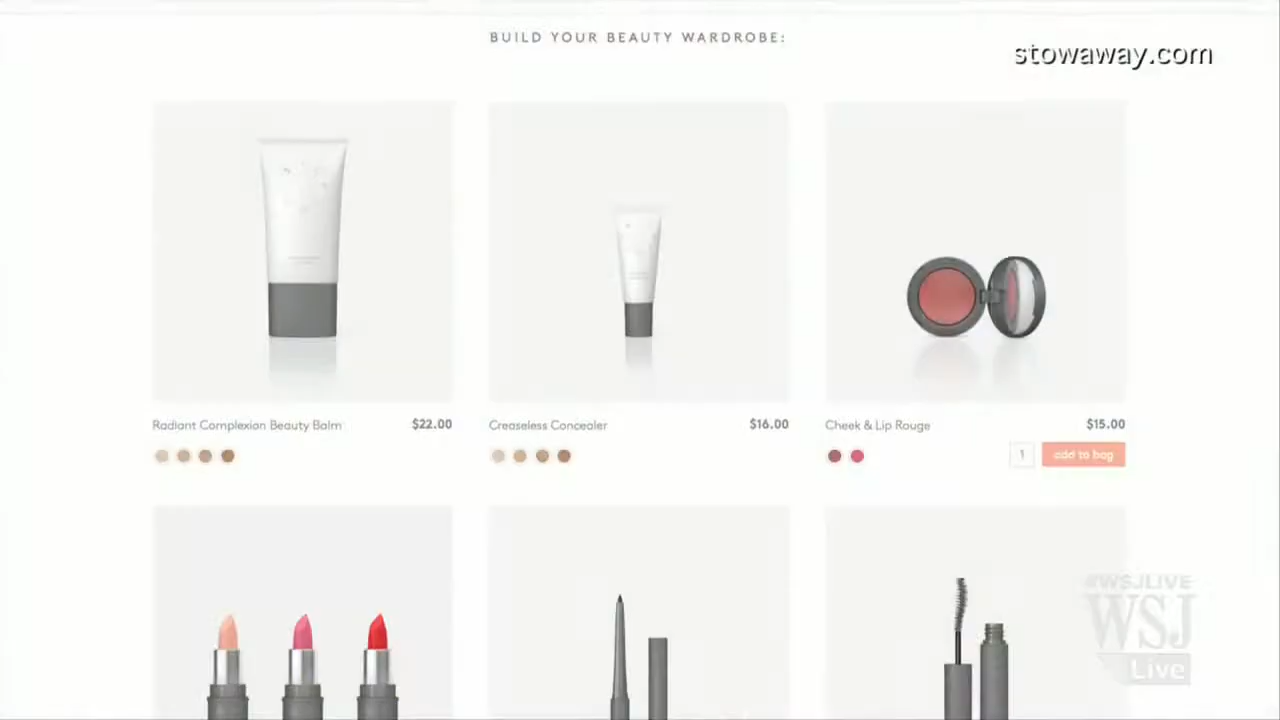 BUILD YOUR BEAUTY WARDROBE:
stowaway.com
Radiant Complexion Beauty Balm $22.00
Creaseless Concealer $16.00
Cheek & Lip Rouge $15.00
1 add to bag
#WSJLIVE
WSJ
Live